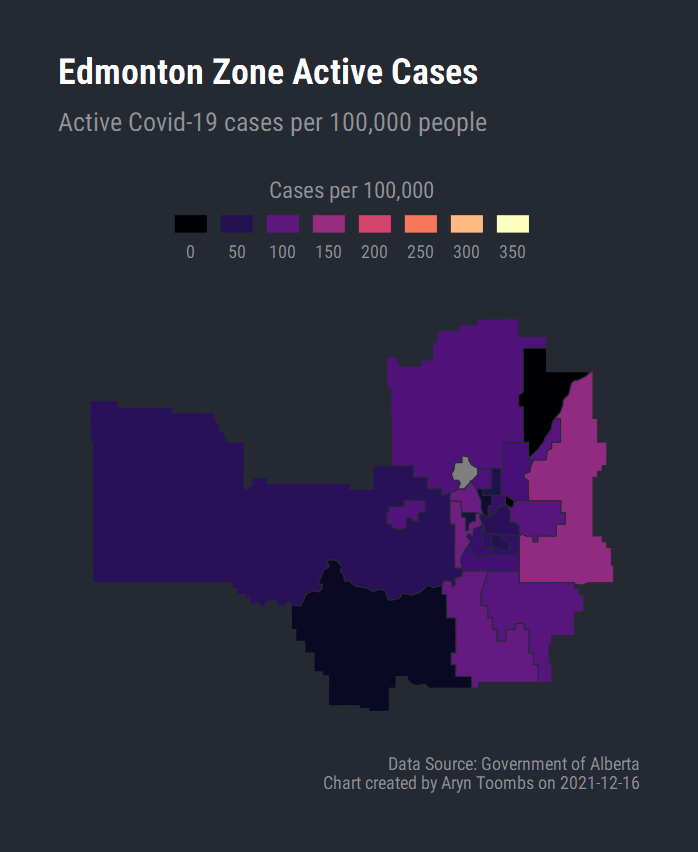 Edmonton Zone Active Cases
Active Covid-19 cases per 100,000 people
Cases per 100,000
0 50 100 150 200 250 300 350
Data Source: Government of Alberta
Chart created by Aryn Toombs on 2021-12-16